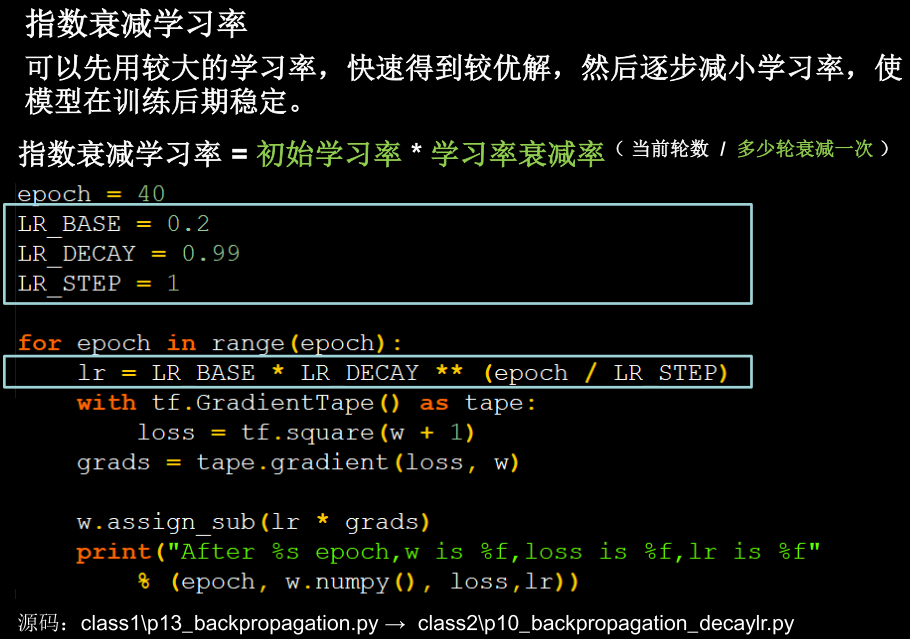 指数衰减学习率
可以先用较大的学习率，快速得到较优解，然后逐步减小学习率，使
模型在训练后期稳定。
指数衰减学习率 = 初始学习率 * 学习率衰减率（ 当前轮数 / 多少轮衰减一次 ）
epoch = 40
LR_BASE = 0.2
LR_DECAY = 0.99
LR_STEP = 1
for epoch in range(epoch):
lr = LR_BASE * LR_DECAY ** (epoch / LR_STEP)
with tf.GradientTape() as tape:
loss = tf.square(w + 1)
grads = tape.gradient(loss, w)
w.assign_sub(lr * grads)
print("After %s epoch,w is %f,loss is %f,lr is %f"
% (epoch, w.numpy(), loss,lr))
源码：class1\p13_backpropagation.py → class2\p10_backpropagation_decaylr.py